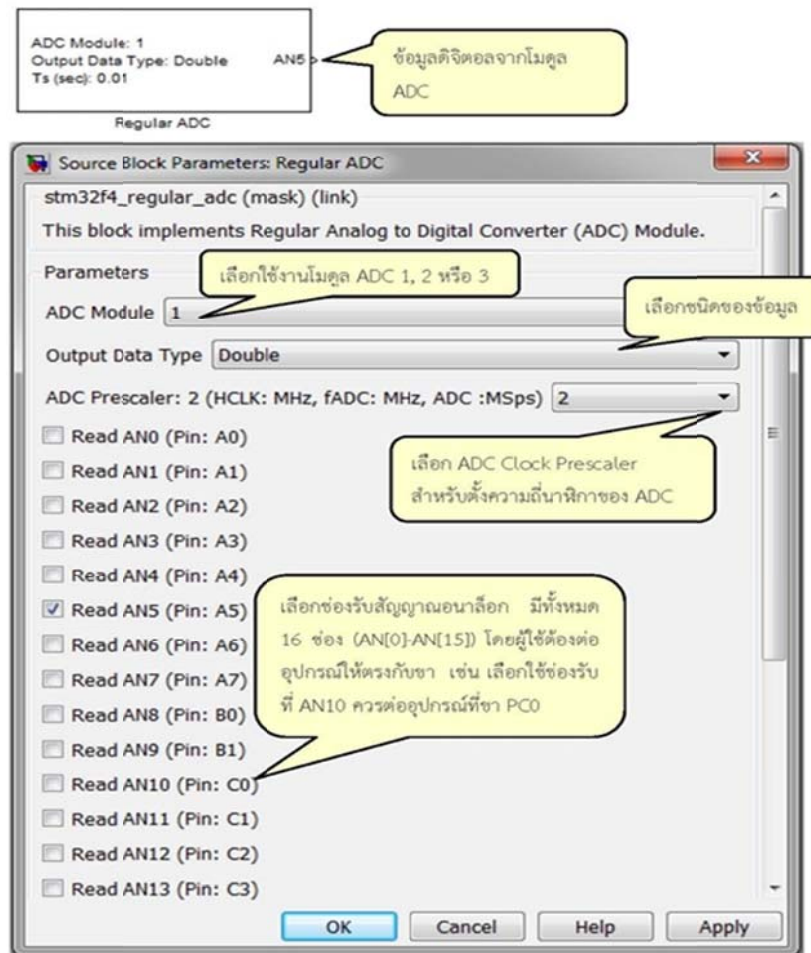 ADC Module: 1
Output Data Type: Double
AN5
Ts (sec): 0.01
Regular ADC
ข้อมูลดิจิตอลจากโมดูล
ADC
Source Block Parameters: Regular ADC
stm32f4_regular_adc (mask) (link)
This block implements Regular Analog to Digital Converter (ADC) Module.
Parameters
เลือกใช้งานโมดูล ADC 1, 2 หรือ 3
ADC Module 1
เลือกชนิดของข้อมูล
Output Data Type Double
ADC Prescaler: 2 (HCLK: MHz, fADC: MHz, ADC :MSps) 2
Read AN0 (Pin: A0)
Read AN1 (Pin: A1)
Read AN2 (Pin: A2)
Read AN3 (Pin: A3)
Read AN4 (Pin: A4)
Read AN5 (Pin: A5)
Read AN6 (Pin: A6)
Read AN7 (Pin: A7)
Read AN8 (Pin: B0)
Read AN9 (Pin: B1)
Read AN10 (Pin: C0)
Read AN11 (Pin: C1)
Read AN12 (Pin: C2)
Read AN13 (Pin: C3)
เลือก ADC Clock Prescaler
สำหรับตั้งความถี่นาฬิกาของ ADC
เลือกช่องรับสัญญาณอนาล็อก มีทั้งหมด
16 ช่อง (AN[0]-AN[15]) โดยผู้ใช้ต้องต่อ
อุปกรณ์ให้ตรงกับขา เช่น เลือกใช้ช่องรับ
ที่ AN10 ควรต่ออุปกรณ์ที่ขา PC0
OK
Cancel
Help
Apply